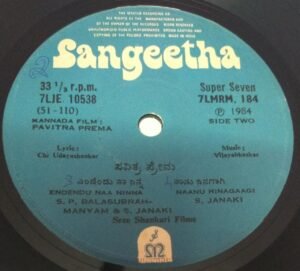 THE MASTER RECORDING OF
ALL RIGHTS OF THE MANUFACTURER AND
OF THE OWNER OF THE RECORDED WORK RESERVED
UNAUTHORISED PUBLIC PERFORMANCE BROADCASTING AND
COPYING OF THE RECORD PROHIBITED MADE IN INDIA
Sangeetha
33 1/3 r.p.m.
7LJE 10538
(51-110)
KANNADA FILM:
PAVITRA PREMA
Super Seven
7LMRM. 184
Ⓟ 1984
SIDE TWO
Lyric:
Chi Udayashankar
Music:
Vijayabhaskar
ಪವಿತ್ರ ಪ್ರೇಮ
ಎಂದೆಂದು ನಾ ನಿನ್ನ
ENDENDU NAA NINNA
S. P. BALASUBRAH-
MANYAM & S. JANAKI
ನಾನು ನಿನಗಾಗಿ
NAANU NINAGAAGI
S. JANAKI
Sree Shankari Films